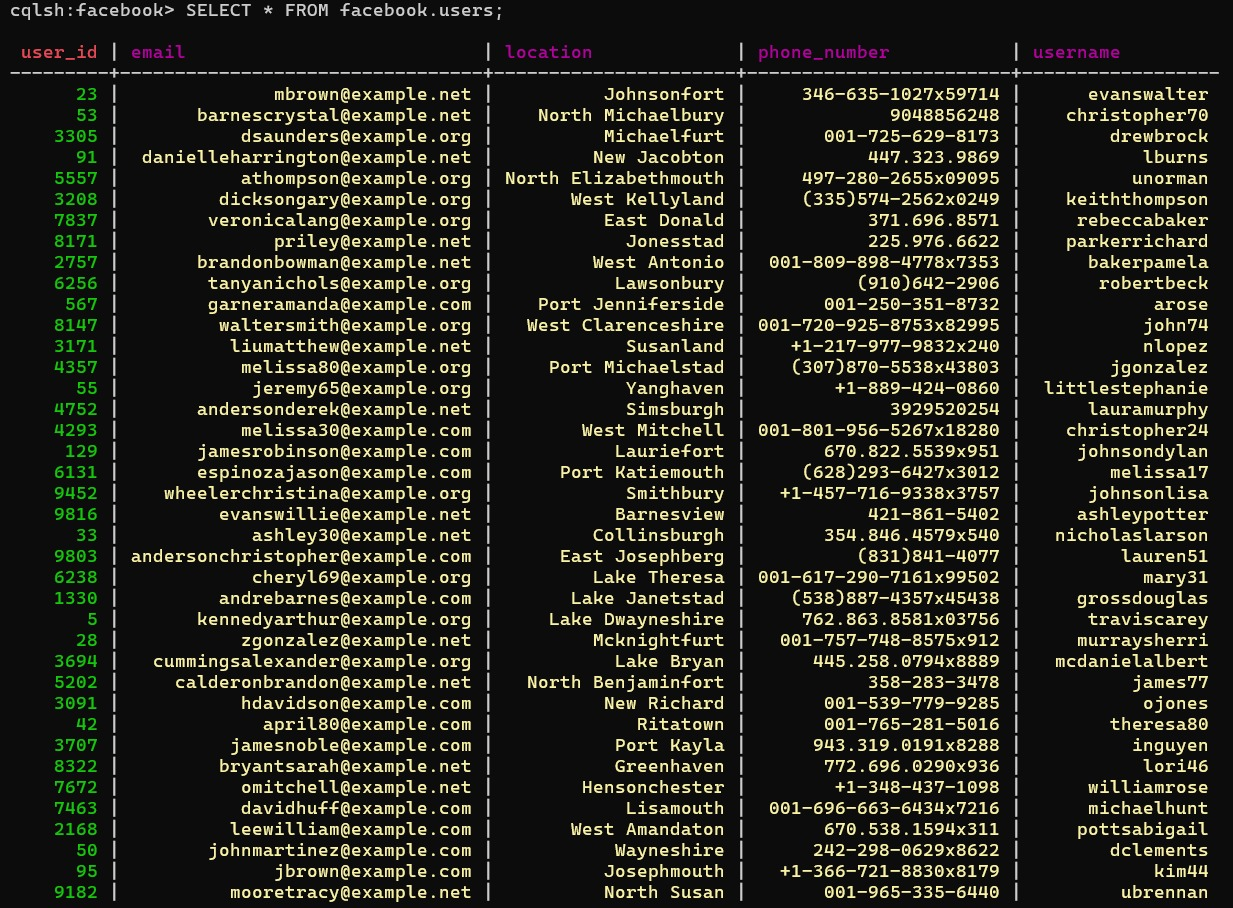 cqlsh:facebook> SELECT * FROM facebook.users;
user_id | email | location | phone_number | username
23 | mbrown@example.net | Johnsonfort | 346-635-1027x59714 | evanswalter
53 | barnescrystal@example.net | North Michaelbury | 9048856248 | christopher70
3305 | dsaunders@example.org | Michaelfurt | 001-725-629-8173 | drewbrock
91 | danielleharrington@example.net | New Jacobton | 447.323.9869 | lburns
5557 | athompson@example.org | North Elizabethmouth | 497-280-2655x09095 | unorman
3208 | dicksongary@example.org | West Kellyland | (335)574-2562x0249 | keiththompson
7837 | veronicalang@example.org | East Donald | 371.696.8571 | rebeccabaker
8171 | priley@example.net | Jonesstad | 225.976.6622 | parkerrichard
2757 | brandonbowman@example.net | West Antonio | 001-809-898-4778x7353 | bakerpamela
6256 | tanyanichols@example.org | Lawsonbury | (910)642-2906 | robertbeck
567 | garneramanda@example.com | Port Jenniferside | 001-250-351-8732 | arose
8147 | waltersmith@example.org | West Clarenceshire | 001-720-925-8753x82995 | john74
3171 | liumatthew@example.net | Susanland | +1-217-977-9832x240 | nlopez
4357 | melissa80@example.org | Port Michaelstad | (307)870-5538x43803 | jgonzalez
55 | jeremy65@example.org | Yanghaven | +1-889-424-0860 | littlestephanie
4752 | andersonderek@example.net | Simsburgh | 3929520254 | lauramurphy
4293 | melissa30@example.com | West Mitchell | 001-801-956-5267x18280 | christopher24
129 | jamesrobinson@example.com | Lauriefort | 670.822.5539x951 | johnsondylan
6131 | espinozajason@example.com | Port Katiemouth | (628)293-6427x3012 | melissa17
9452 | wheelerchristina@example.org | Smithbury | +1-457-716-9338x3757 | johnsonlisa
9816 | evanswillie@example.net | Barnesview | 421-861-5402 | ashleypotter
33 | ashley30@example.net | Collinsburgh | 354.846.4579x540 | nicholaslarson
9803 | andersonchristopher@example.com | East Josephberg | (831)841-4077 | lauren51
6238 | cheryl69@example.org | Lake Theresa | 001-617-290-7161x99502 | mary31
1330 | andrebarnes@example.com | Lake Janetstad | (538)887-4357x45438 | grossdouglas
5 | kennedyarthur@example.org | Lake Dwayneshire | 762.863.8581x03756 | traviscarey
28 | zgonzalez@example.net | Mcknightfurt | 001-757-748-8575x912 | murraysherri
3694 | cummingsalexander@example.org | Lake Bryan | 445.258.0794x8889 | mcdanielalbert
5202 | calderonbrandon@example.net | North Benjaminfort | 358-283-3478 | james77
3091 | hdavidson@example.com | New Richard | 001-539-779-9285 | ojones
42 | april80@example.com | Ritatown | 001-765-281-5016 | theresa80
3707 | jamesnoble@example.com | Port Kayla | 943.319.0191x8288 | inguyen
8322 | bryantsarah@example.net | Greenhaven | 772.696.0290x936 | lori46
7672 | omitchell@example.net | Hensonchester | +1-348-437-1098 | williamrose
7463 | davidhuff@example.com | Lisamouth | 001-696-663-6434x7216 | michaelhunt
2168 | leewilliam@example.com | West Amandaton | 670.538.1594x311 | pottsabigail
50 | johnmartinez@example.com | Wayneshire | 242-298-0629x8622 | dclements
95 | jbrown@example.com | Josephmouth | +1-366-721-8830x8179 | kim44
9182 | mooretracy@example.net | North Susan | 001-965-335-6440 | ubrennan